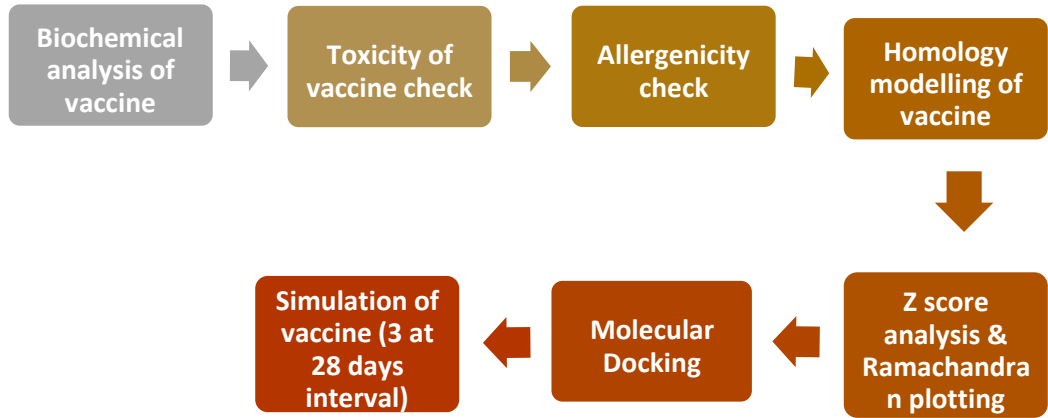 Biochemical
analysis of
vaccine
Toxicity of
vaccine check
Allergenicity
check
Homology
modelling of
vaccine
Z score
analysis &
Ramachandra
n plotting
Molecular
Docking
Simulation of
vaccine (3 at
28 days
interval)